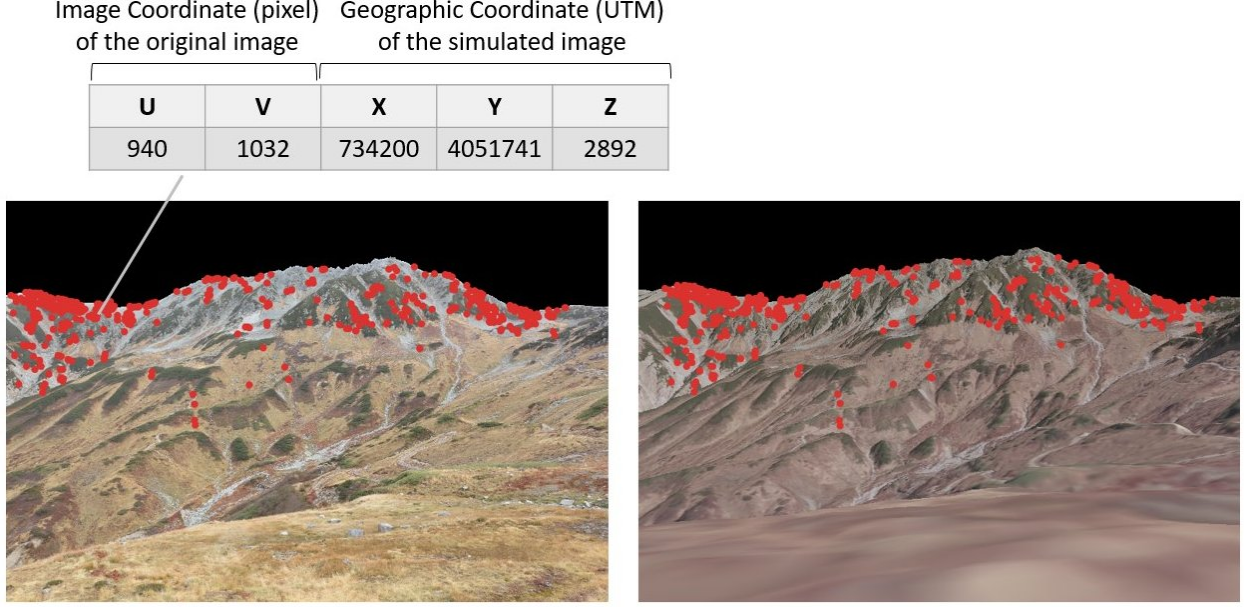 Image Coordinate (pixel) Geographic Coordinate (UTM)
of the original image of the simulated image
U V X Y Z
940 1032 734200 4051741 2892